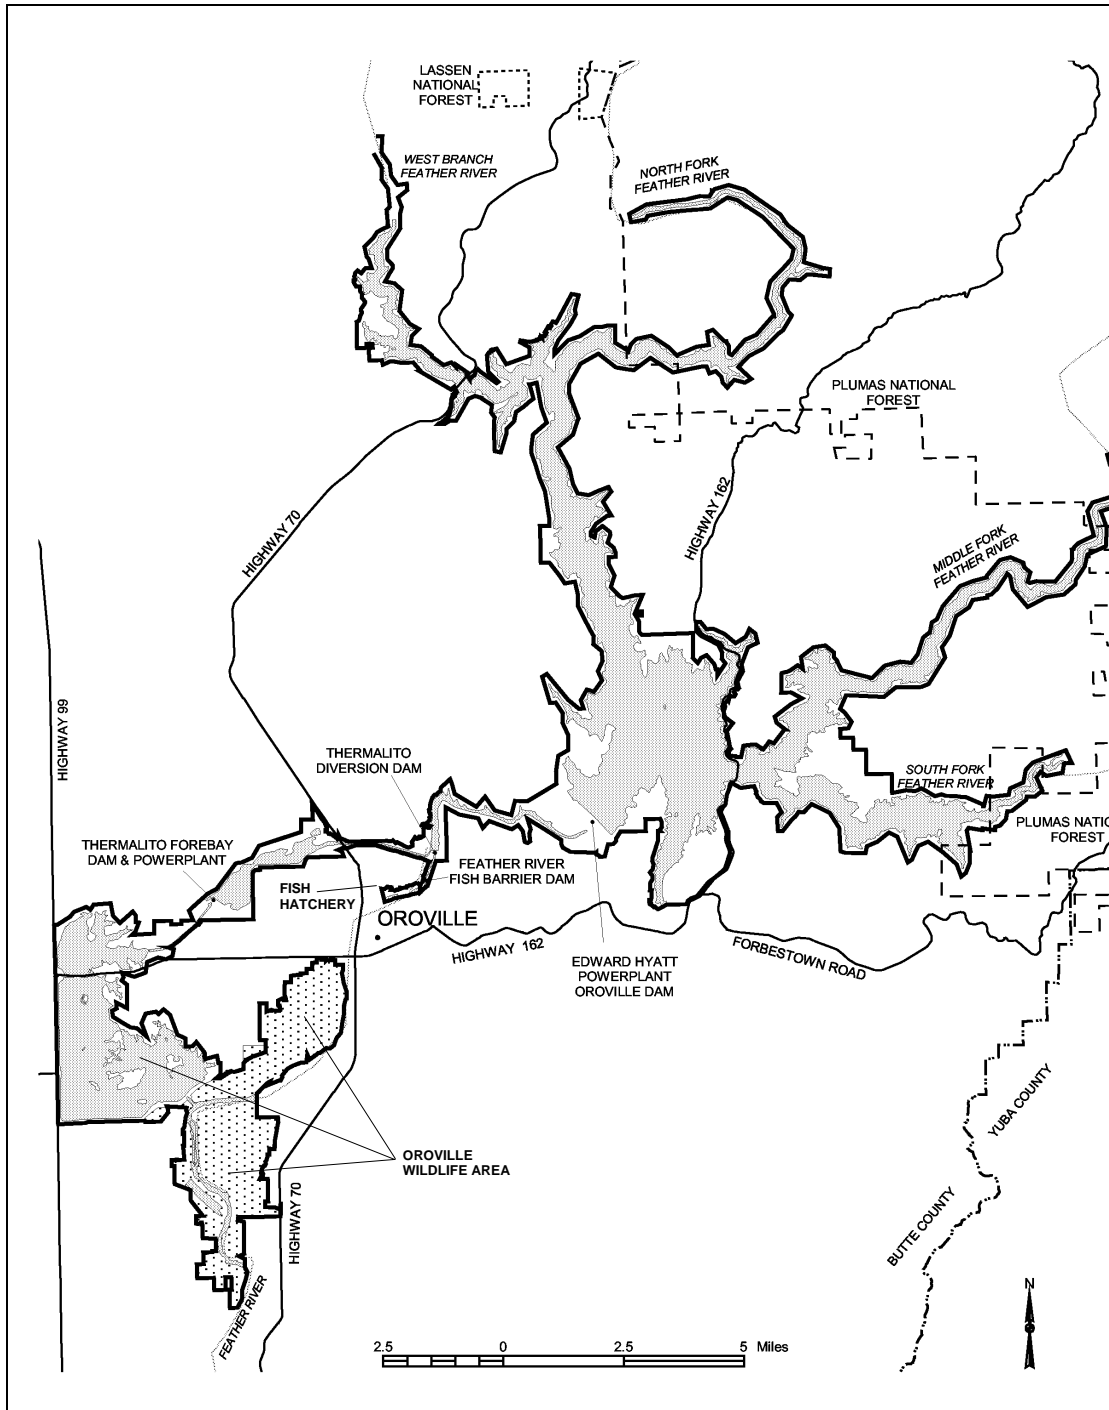 LASSEN
NATIONAL
FOREST
WEST BRANCH
FEATHER RIVER
NORTH FORK
FEATHER RIVER
PLUMAS NATIONAL
FOREST
HIGHWAY 70
HIGHWAY 162
MIDDLE FORK
FEATHER RIVER
HIGHWAY 99
THERMALITO
DIVERSION DAM
SOUTH FORK
FEATHER RIVER
PLUMAS NATIO
FOREST
THERMALITO FOREBAY
DAM & POWERPLANT
FEATHER RIVER
FISH BARRIER DAM
FISH
HATCHERY
OROVILLE
HIGHWAY 162
FORBESTOWN ROAD
EDWARD HYATT
POWERPLANT
OROVILLE DAM
YUBA COUNTY
OROVILLE
WILDLIFE AREA
HIGHWAY 70
BUTTE COUNTY
FEATHER RIVER
N
2.5 0 2.5 5 Miles